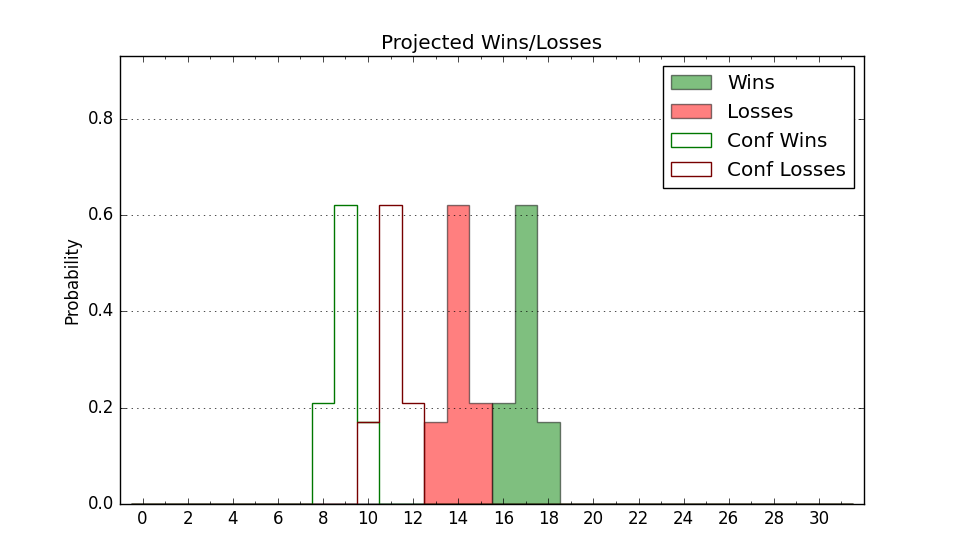 Projected Wins/Losses
Wins
Losses
Conf Wins
Conf Losses
Probability
0.8
0.6
0.4
0.2
0.0
0 2 4 6 8 10 12 14 16 18 20 22 24 26 28 30